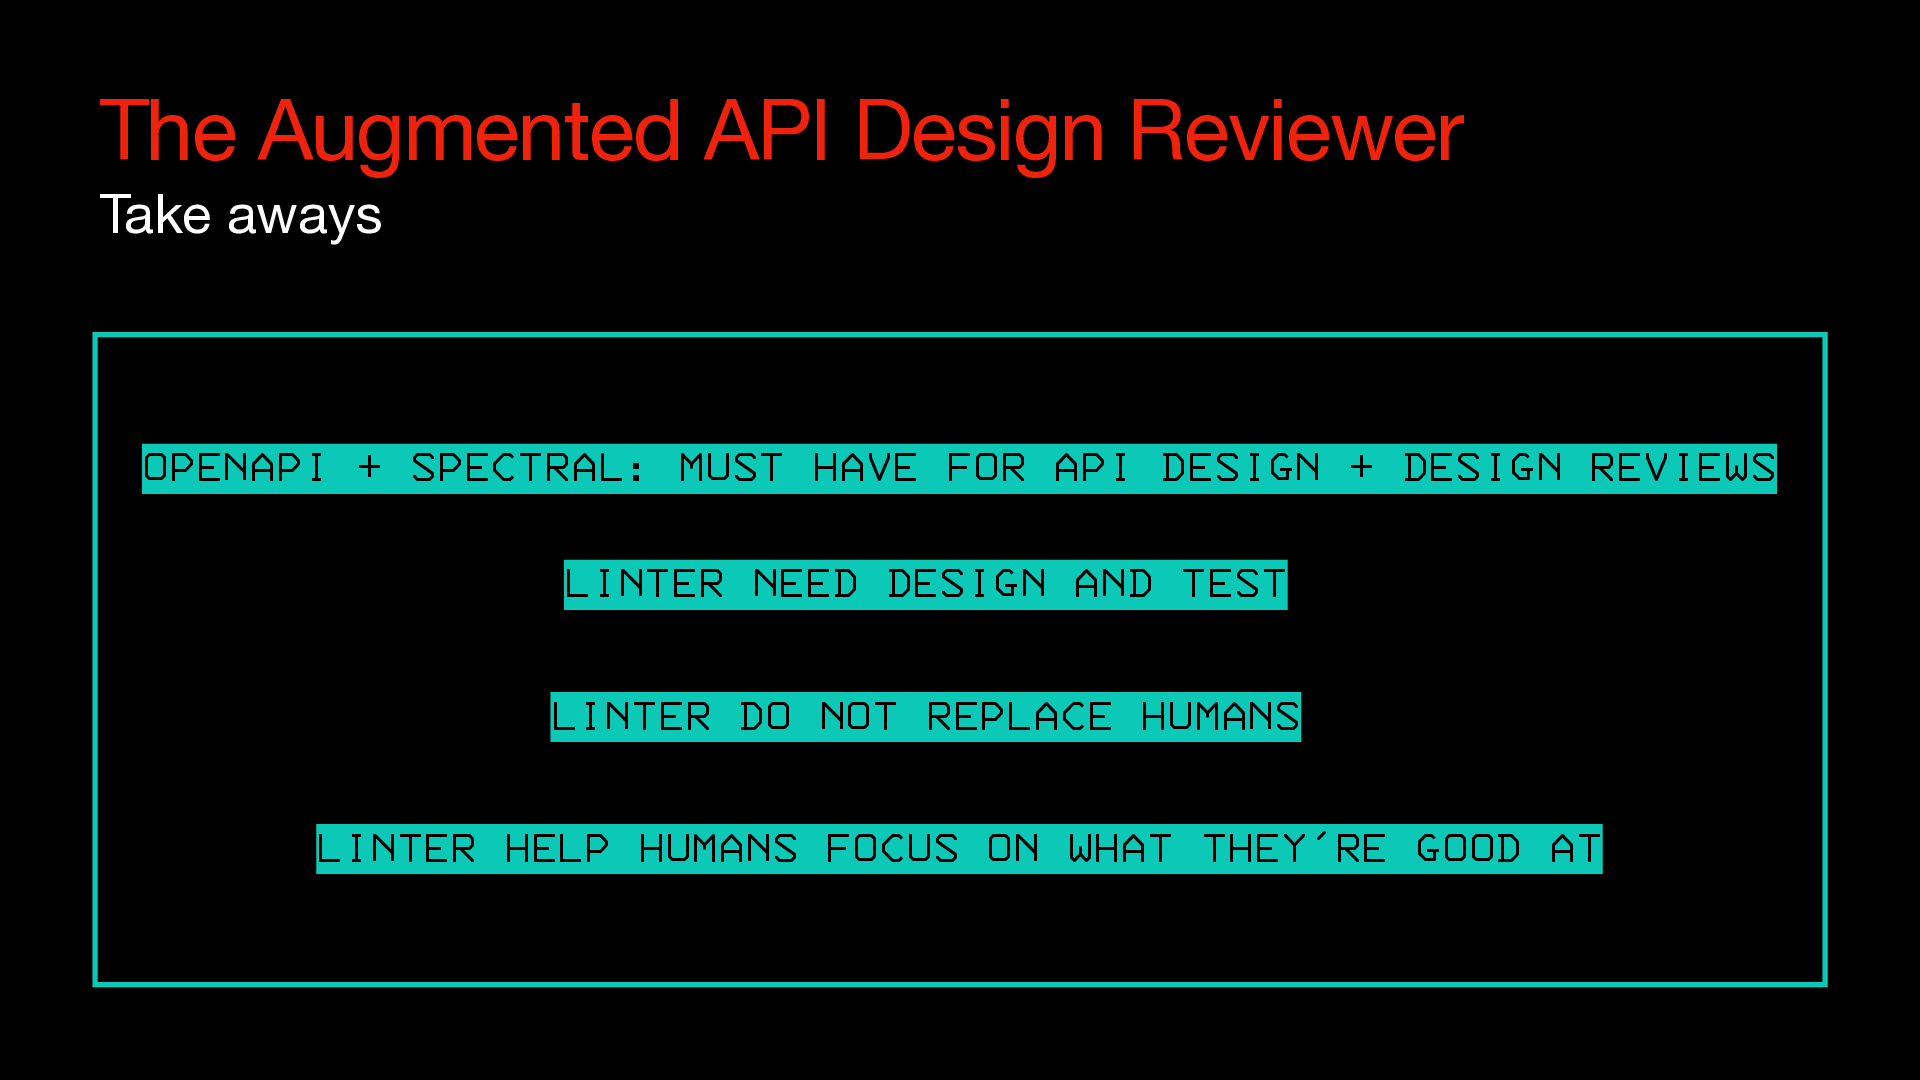 The Augmented API Design Reviewer
Take aways
OPENAPI + SPECTRAL: MUST HAVE FOR API DESIGN + DESIGN REVIEWS
LINTER NEED DESIGN AND TEST
LINTER DO NOT REPLACE HUMANS
LINTER HELP HUMANS FOCUS ON WHAT THEY´RE GOOD AT